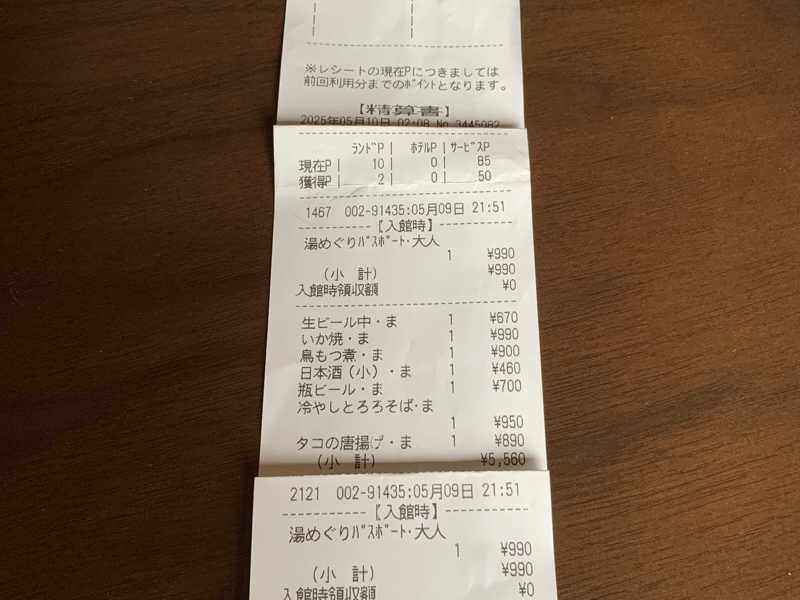 ※レシートの現在Pにつきましては
前回利用分までのﾎﾟｲﾝﾄとなります。
【精算書】
2025年05月10日 02:08 No.3445982
ﾗﾝﾄﾞP| ﾎﾃﾙP| ｻｰﾋﾞｽP
現在P| 10| 0| 85
獲得P| 2| 0| 50
1467 002-91435:05月09日 21:51
【入館時】
湯めぐりﾊﾟｽﾎﾟｰﾄ･大人
1 ¥990
(小 計) ¥990
入館時領収額 ¥0
生ビール中・ま 1 ¥670
いか焼・ま 1 ¥990
鳥もつ煮・ま 1 ¥900
日本酒(小)・ま 1 ¥460
瓶ビール・ま 1 ¥700
冷やしとろろそば･ま
1 ¥950
タコの唐揚げ・ま 1 ¥890
(小 計) ¥5,560
2121 002-91435:05月09日 21:51
【入館時】
湯めぐりﾊﾟｽﾎﾟｰﾄ･大人
1 ¥990
(小 計) ¥990
入館時領収額 ¥0